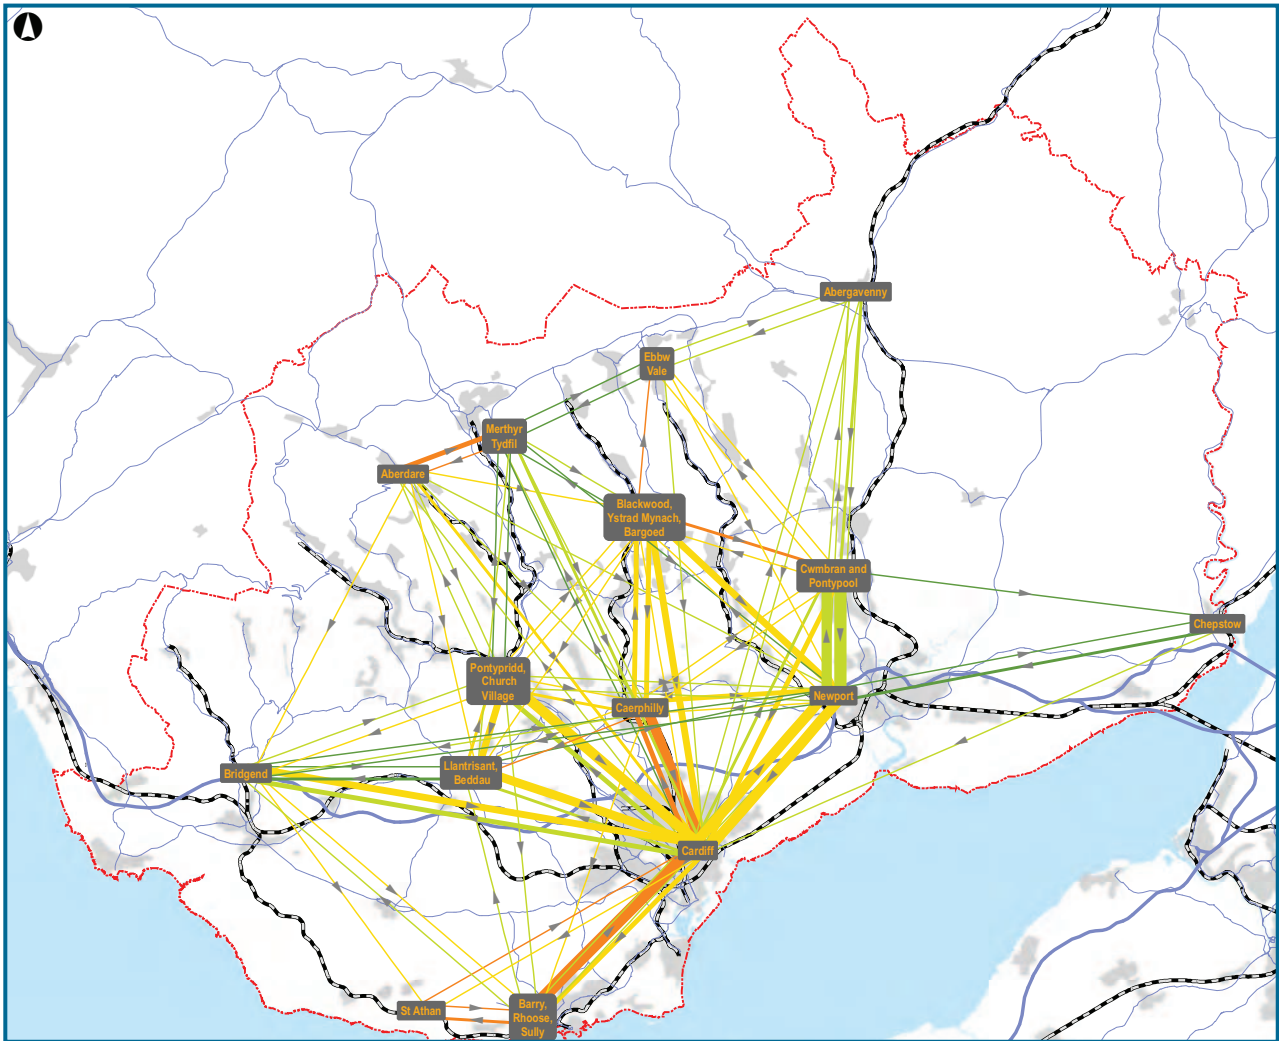 Abergavenny
Ebbw
Vale
Merthyr
Tydfil
Aberdare
Blackwood,
Ystrad Mynach,
Bargoed
Cwmbran and
Pontypool
Chepstow
Pontypridd,
Church
Village
Newport
Caerphilly
Bridgend
Llantrisant,
Beddau
Cardiff
St Athan
Barry,
Rhoose,
Sully